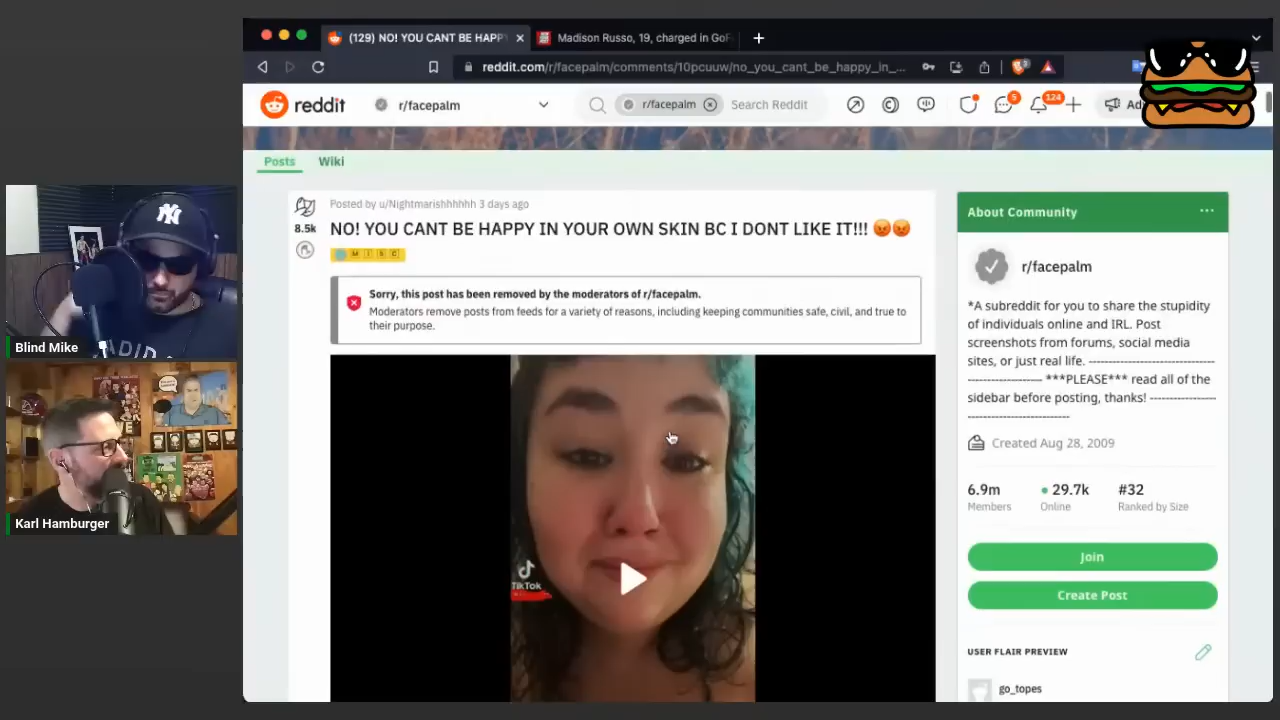 (129) NO! YOU CANT BE HAPPY
Madison Russo, 19, charged in GoF
reddit.com/r/facepalm/comments/10pcuuw/no_you_cant_be_happy_in_...
reddit
r/facepalm
r/facepalm
Search Reddit
5
124
Ad
Posts
Wiki
Posted by u/Nightmarishhhhhh 3 days ago
8.5k
NO! YOU CANT BE HAPPY IN YOUR OWN SKIN BC I DONT LIKE IT!!! 😡😡
M I S C
Sorry, this post has been removed by the moderators of r/facepalm.
Moderators remove posts from feeds for a variety of reasons, including keeping communities safe, civil, and true to
their purpose.
TikTok
About Community
r/facepalm
*A subreddit for you to share the stupidity
of individuals online and IRL. Post
screenshots from forums, social media
sites, or just real life. -----------------------------
-------------------- ***PLEASE*** read all of the
sidebar before posting, thanks! ---------------
---------------------------
Created Aug 28, 2009
6.9m
29.7k
#32
Members
Online
Ranked by Size
Join
Create Post
USER FLAIR PREVIEW
go_topes
Blind Mike
Karl Hamburger